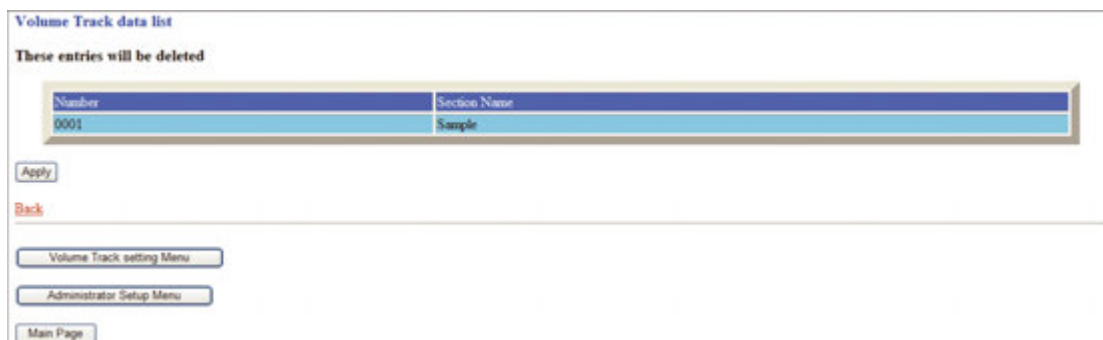 Volume Track data list
These entries will be deleted
Number Section Name
0001 Sample
Apply
Back
Volume Track setting Menu
Administrator Setup Menu
Main Page